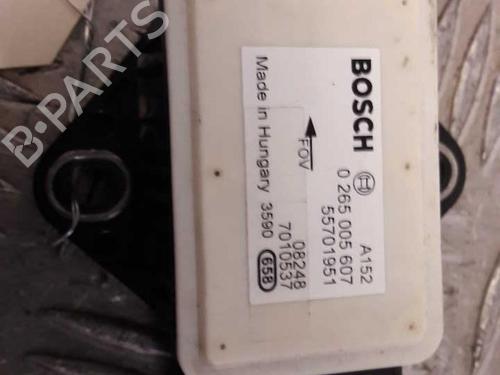 BOSCH
A152
0 265 005 607
55701951
FOV
08248
7010537
Made in Hungary 3590 658
B-PARTS